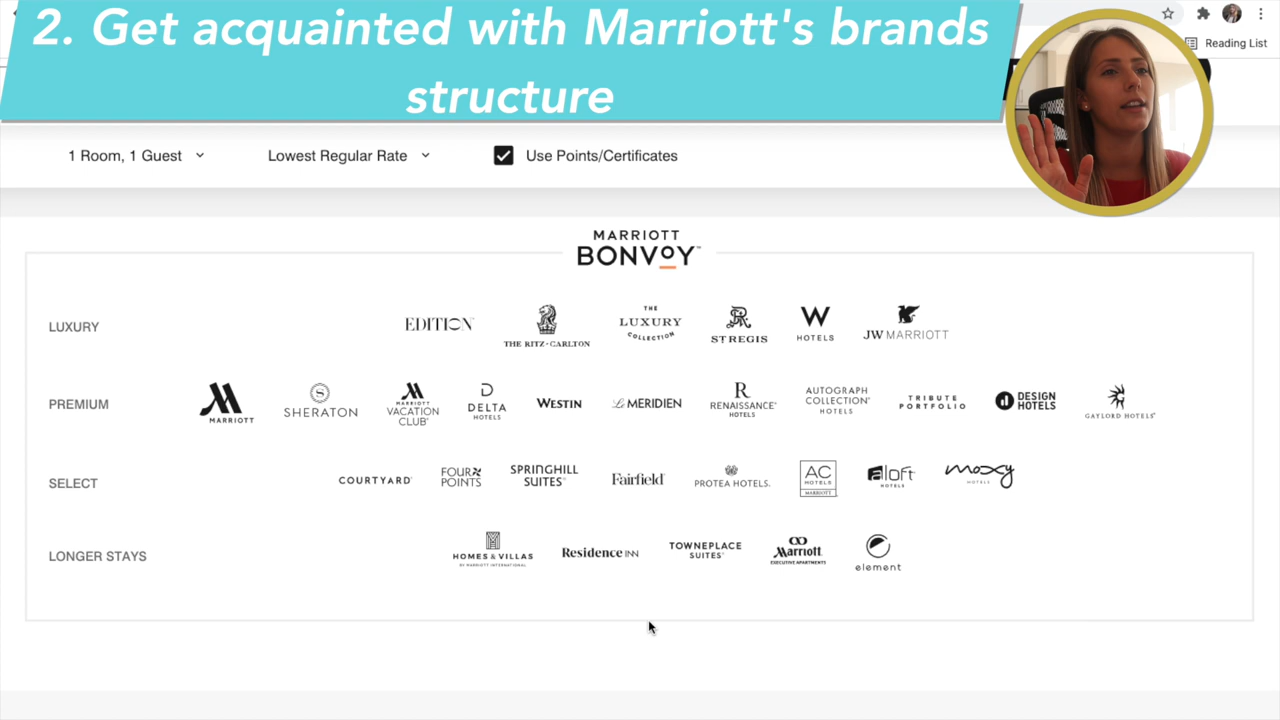 2. Get acquainted with Marriott's brands
structure
Reading List
1 Room, 1 Guest
Lowest Regular Rate
Use Points/Certificates
MARRIOTT
BONVOY™
LUXURY
EDITION
THE RITZ-CARLTON
THE
LUXURY
COLLECTION
ST REGIS
W
HOTELS
JW MARRIOTT
PREMIUM
MARRIOTT
S
SHERATON
MARRIOTT
VACATION
CLUB
D
DELTA
HOTELS
WESTIN
Le MERIDIEN
R
RENAISSANCE
HOTELS
AUTOGRAPH
COLLECTION
HOTELS
TRIBUTE
PORTFOLIO
DESIGN
HOTELS
GAYLORD HOTELS
SELECT
COURTYARD
FOUR
POINTS
SPRINGHILL
SUITES
Fairfield
PROTEA HOTELS.
AC
HOTELS
MARRIOTT
aloft
HOTELS
moxy
HOTELS
LONGER STAYS
HOMES & VILLAS
BY MARRIOTT INTERNATIONAL
Residence INN
TOWNEPLACE
SUITES
Marriott
EXECUTIVE APARTMENTS
element